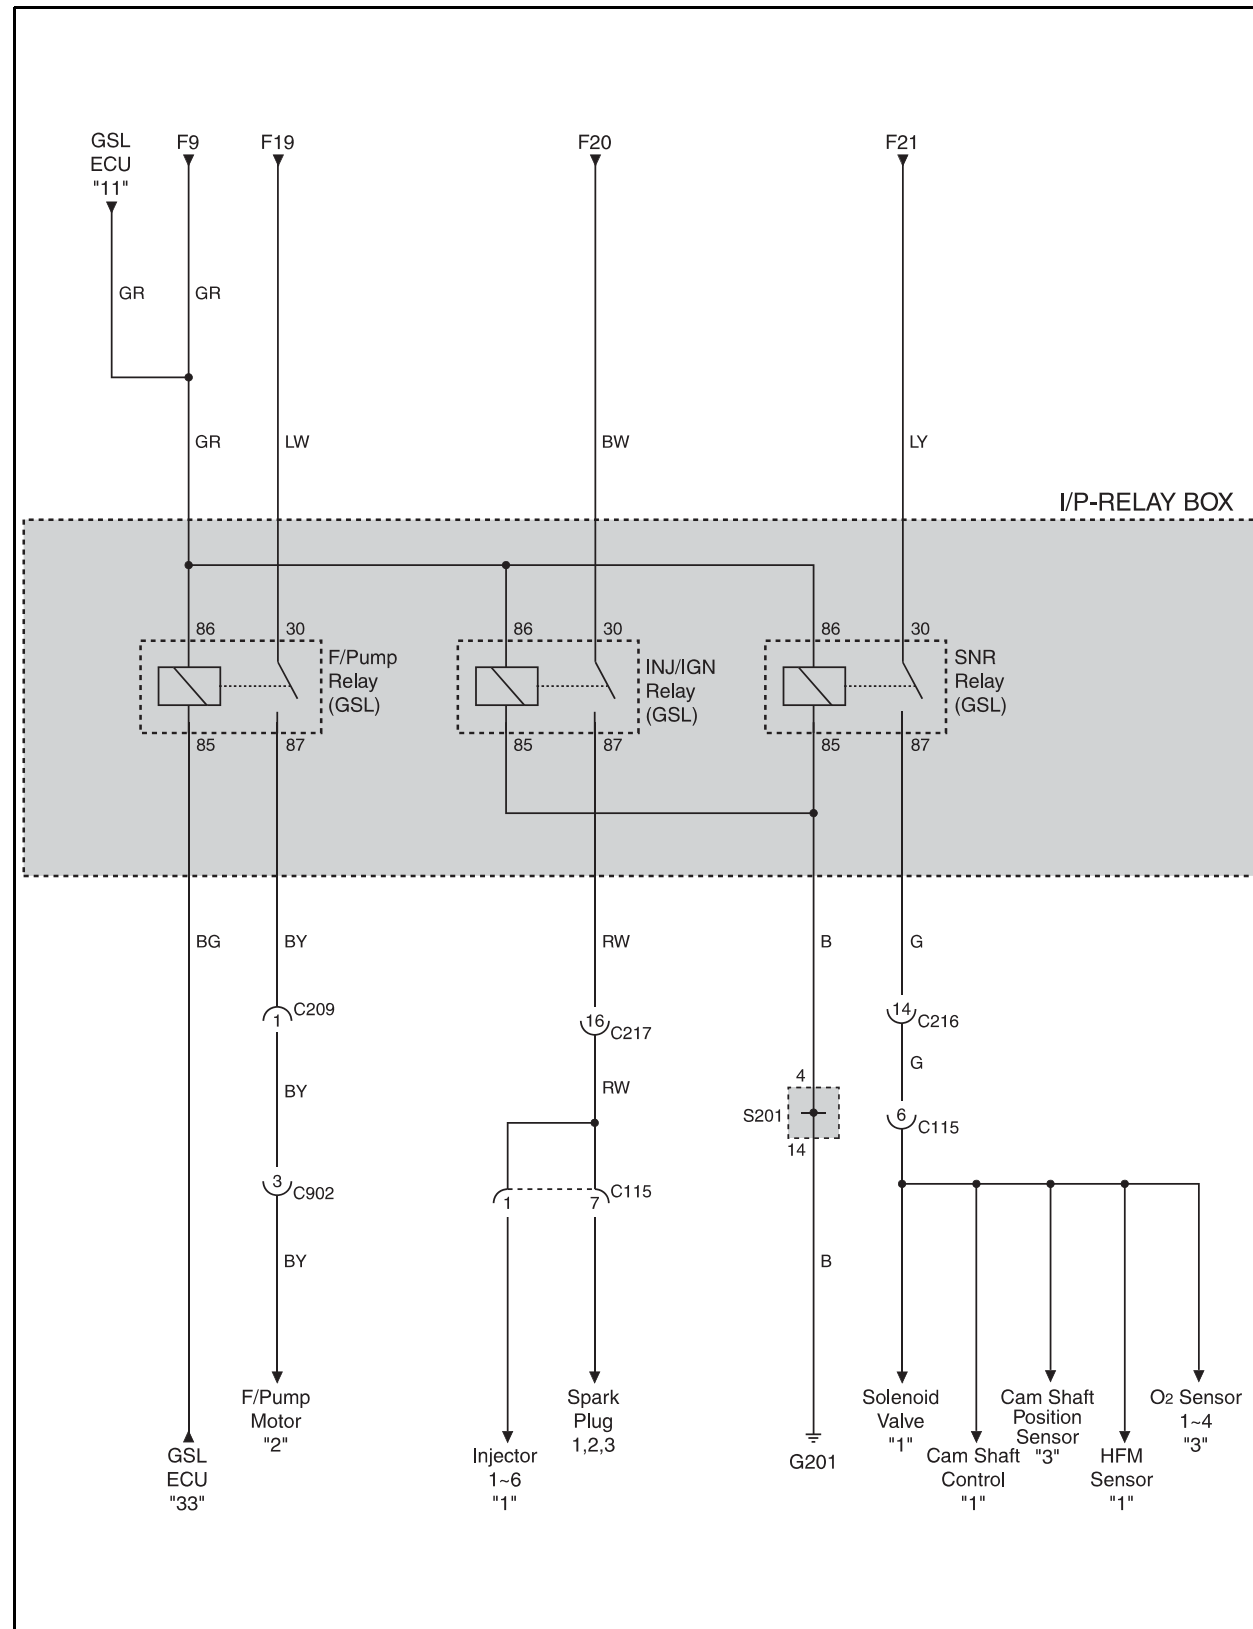 GSL
ECU
"11"
F9
F19
F20
F21
GR
GR
GR
LW
BW
LY
I/P-RELAY BOX
86
30
F/Pump
Relay
(GSL)
85
87
86
30
INJ/IGN
Relay
(GSL)
85
87
86
30
SNR
Relay
(GSL)
85
87
BG
BY
RW
B
G
1
C209
16
C217
14
C216
BY
RW
4
S201
14
G
6
C115
3
C902
1
7
C115
BY
B
F/Pump
Motor
"2"
GSL
ECU
"33"
Injector
1~6
"1"
Spark
Plug
1,2,3
G201
Solenoid
Valve
"1"
Cam Shaft
Control
"1"
Cam Shaft
Position
Sensor
"3"
HFM
Sensor
"1"
O2 Sensor
1~4
"3"